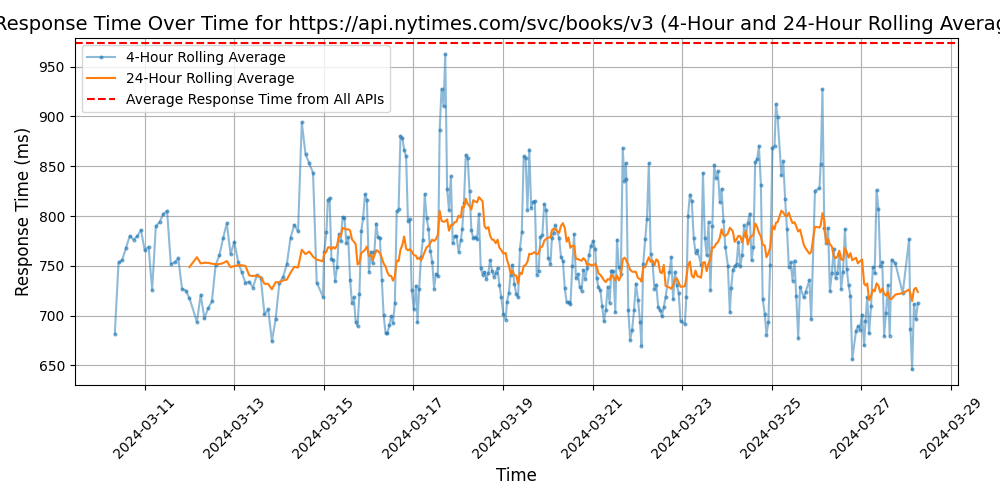 Response Time Over Time for https://api.nytimes.com/svc/books/v3 (4-Hour and 24-Hour Rolling Averag
4-Hour Rolling Average
24-Hour Rolling Average
Average Response Time from All APIs
Response Time (ms)
950
900
850
800
750
700
650
2024-03-11
2024-03-13
2024-03-15
2024-03-17
2024-03-19
2024-03-21
2024-03-23
2024-03-25
2024-03-27
2024-03-29
Time